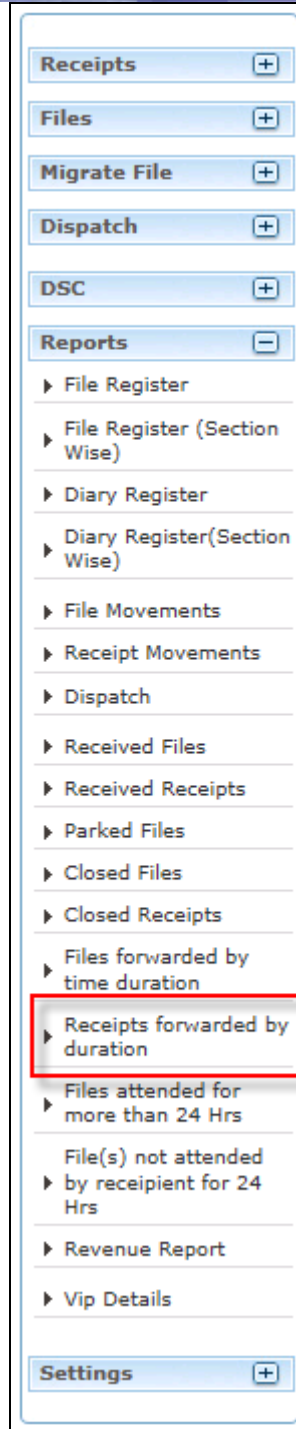 Receipts
Files
Migrate File
Dispatch
DSC
Reports
File Register
File Register (Section
Wise)
Diary Register
Diary Register(Section
Wise)
File Movements
Receipt Movements
Dispatch
Received Files
Received Receipts
Parked Files
Closed Files
Closed Receipts
Files forwarded by
time duration
Receipts forwarded by
duration
Files attended for
more than 24 Hrs
File(s) not attended
by receipient for 24
Hrs
Revenue Report
Vip Details
Settings